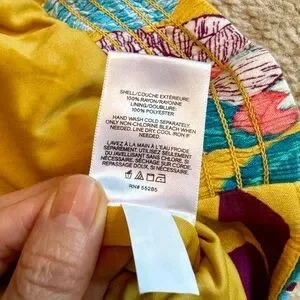 SHELL/COUCHE EXTÉRIEURE
100% RAYON/RAYONNE
LINING/DOUBLURE:
100% POLYESTER
HAND WASH COLD SEPARATELY.
ONLY NON-CHLORINE BLEACH WHEN
NEEDED. LINE DRY. COOL IRON IF
NEEDED.
LAVEZ À LA MAIN À L'EAU FROIDE
SÉPARÉMENT. UTILISEZ SEULEMENT
DU JAVELLISANT SANS CHLORE, SI
NÉCESSAIRE. SÉCHAGE SUR CORDE.
REPASSAGE DOUX, SI NÉCESSAIRE.
RN# 55285